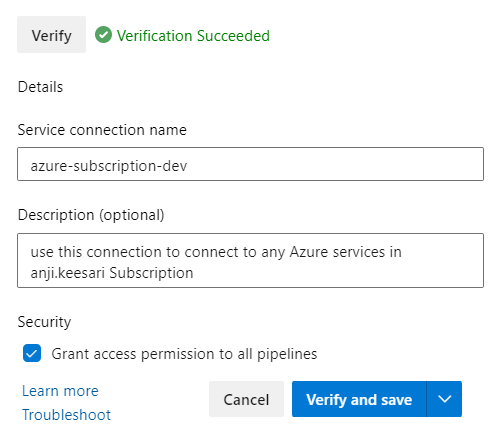 Verify
Verification Succeeded
Details
Service connection name
azure-subscription-dev
Description (optional)
use this connection to connect to any Azure services in
anji.keesari Subscription
Security
Grant access permission to all pipelines
Learn more
Troubleshoot
Cancel
Verify and save